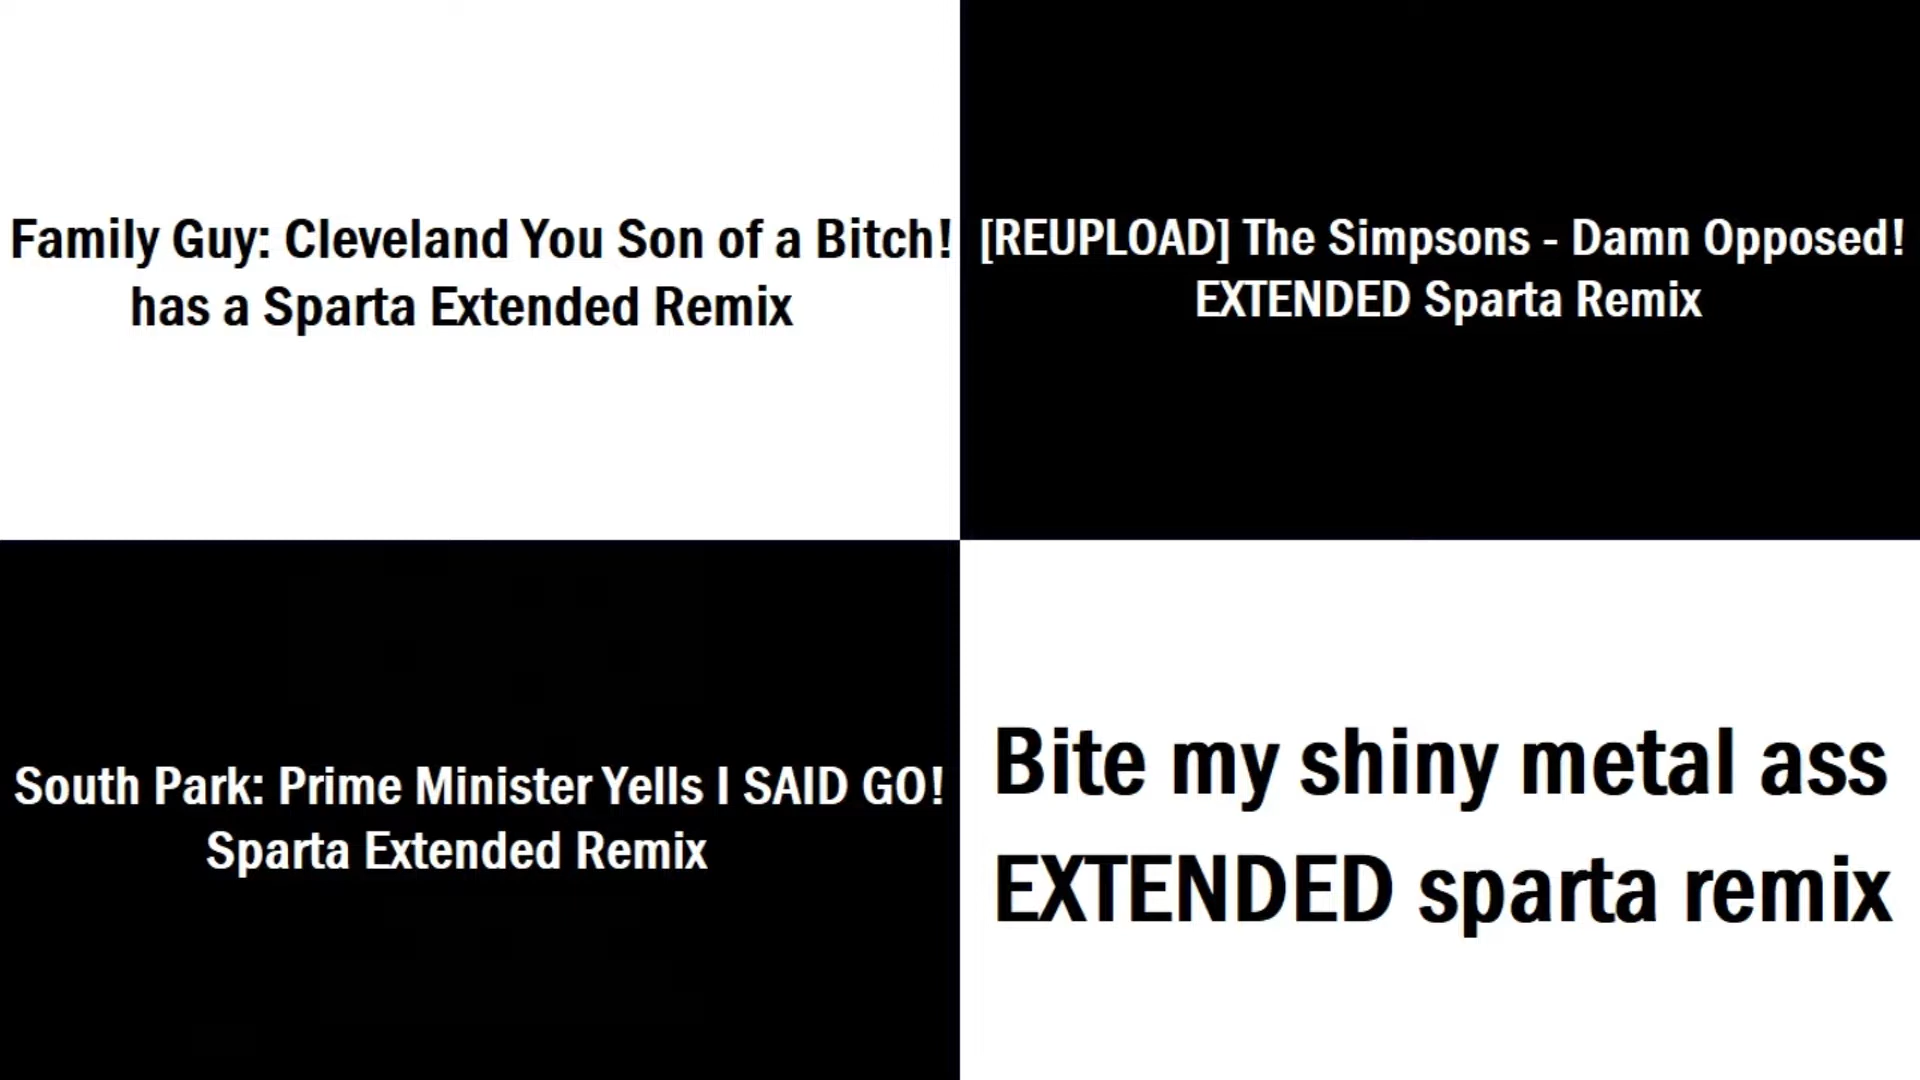 Family Guy: Cleveland You Son of a Bitch!
has a Sparta Extended Remix
[REUPLOAD] The Simpsons - Damn Opposed!
EXTENDED Sparta Remix
South Park: Prime Minister Yells I SAID GO!
Sparta Extended Remix
Bite my shiny metal ass
EXTENDED sparta remix